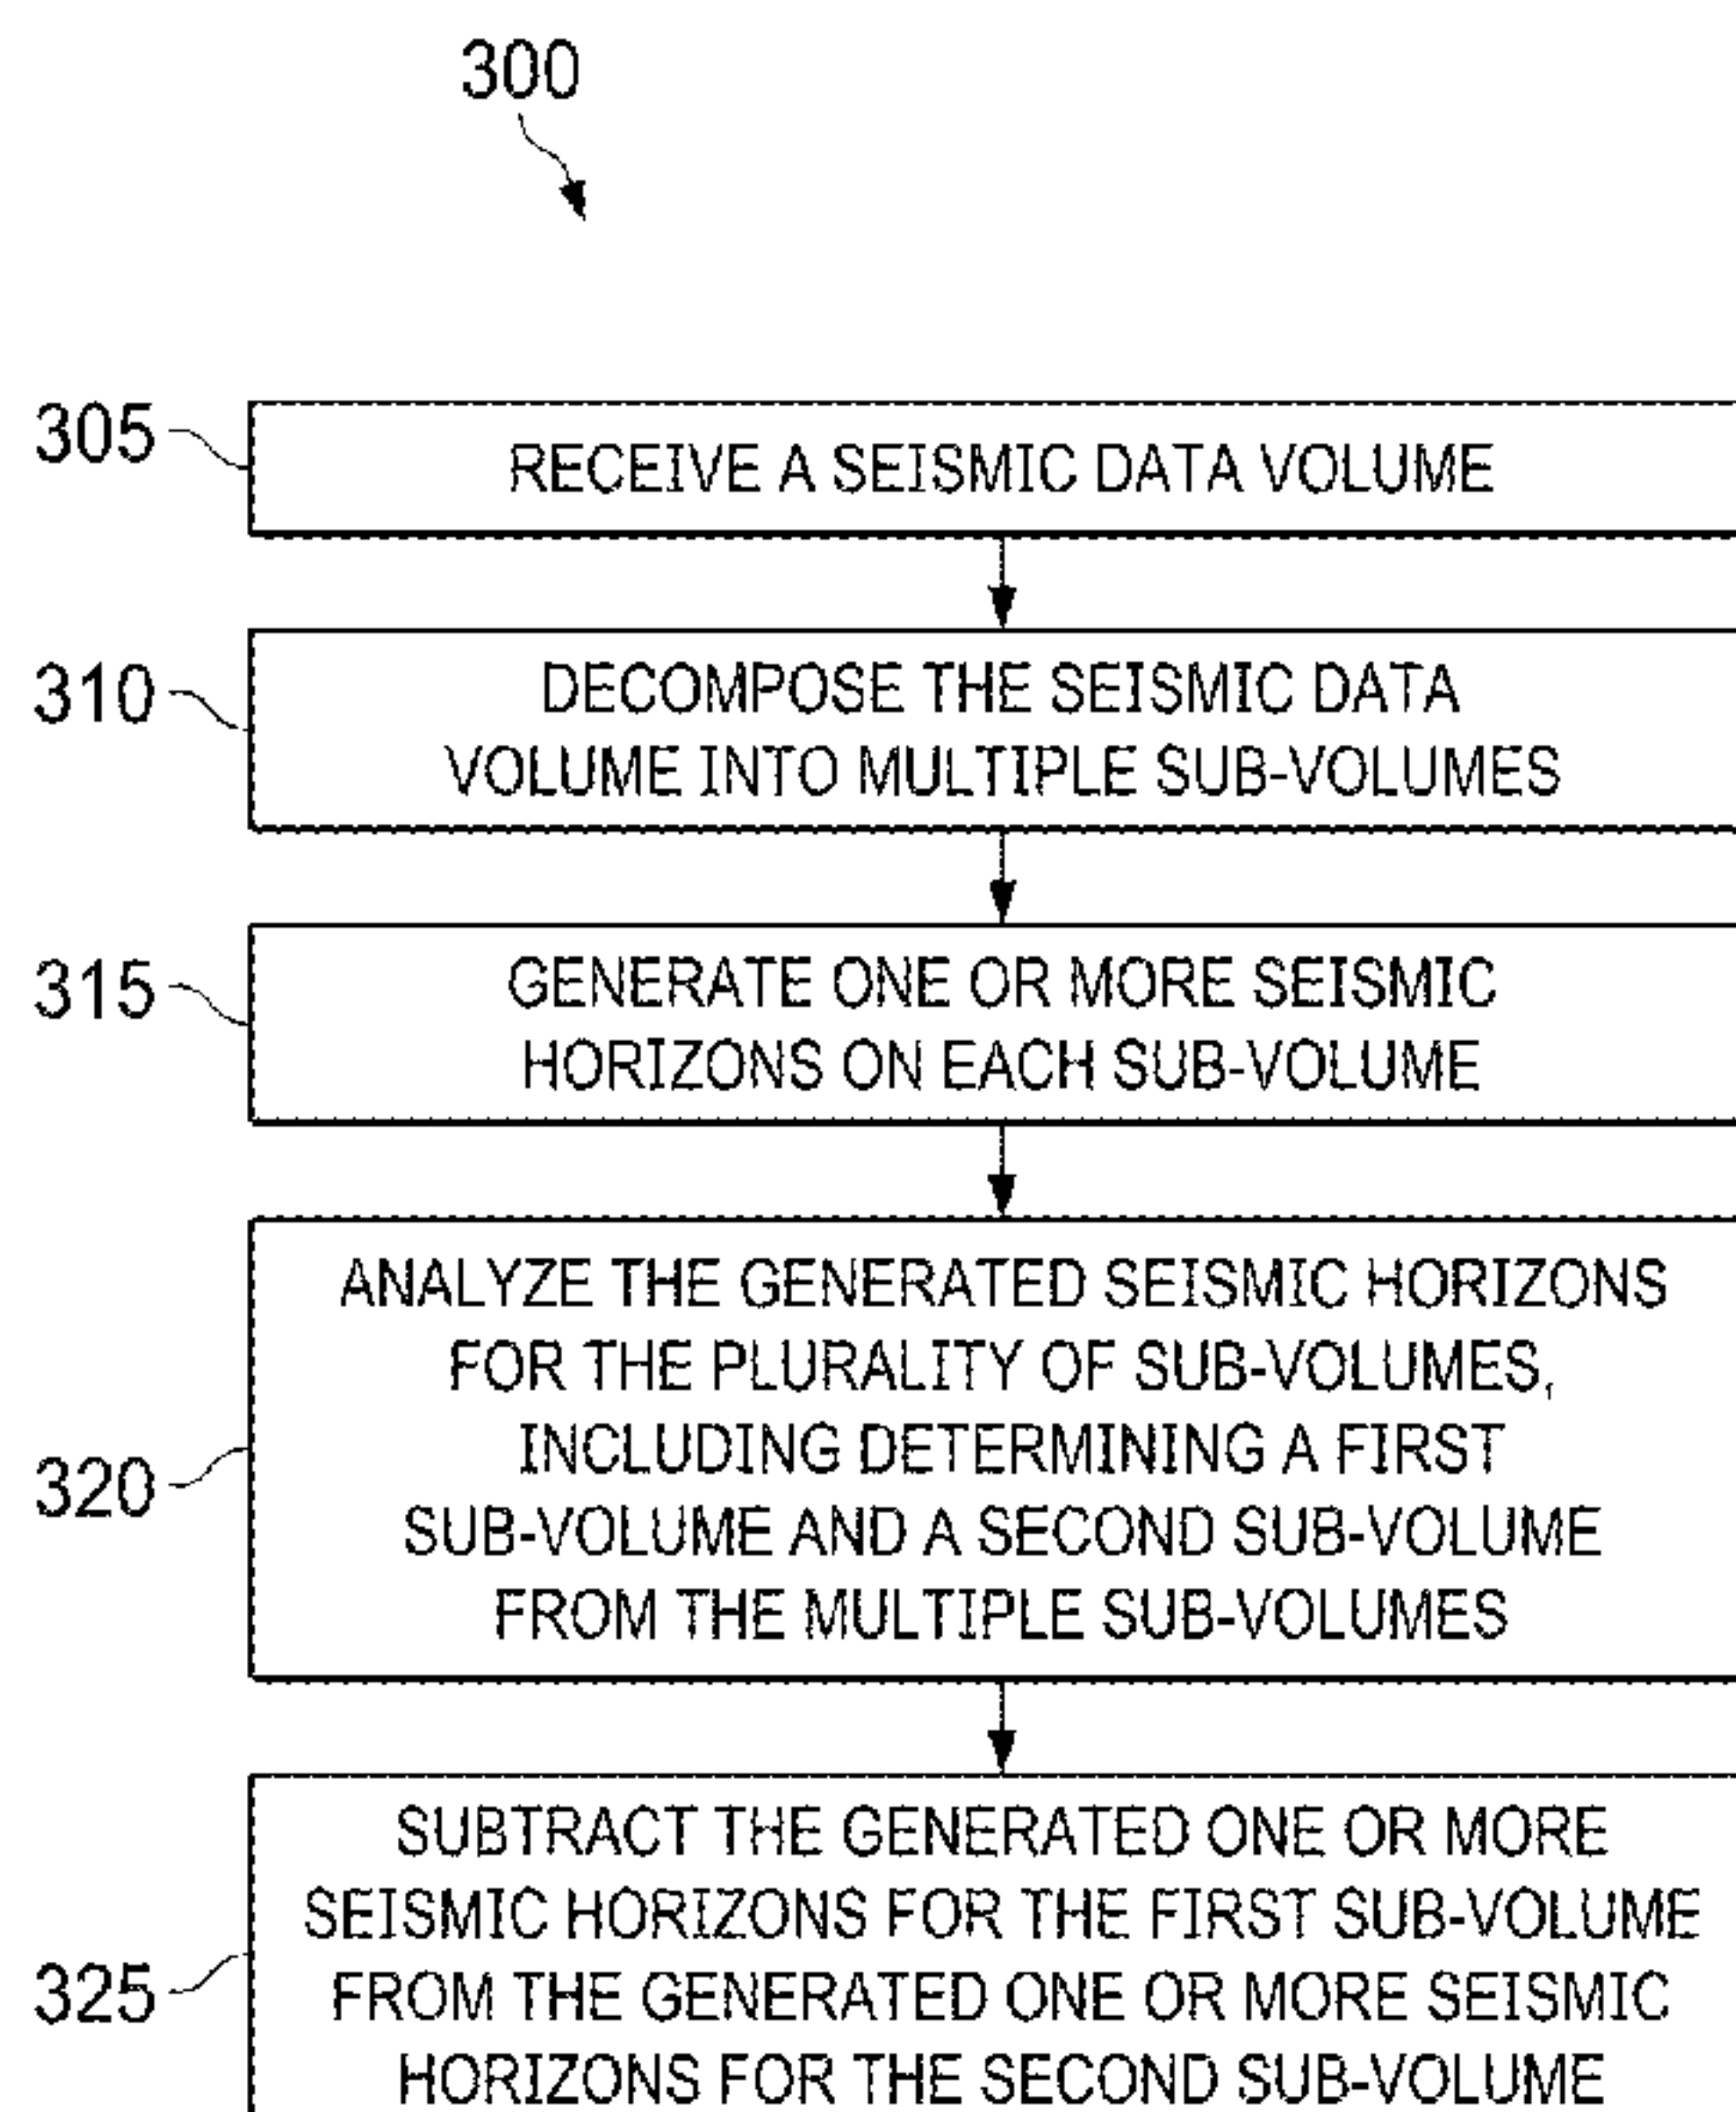 300
305
RECEIVE A SEISMIC DATA VOLUME
310
DECOMPOSE THE SEISMIC DATA
VOLUME INTO MULTIPLE SUB-VOLUMES
315
GENERATE ONE OR MORE SEISMIC
HORIZONS ON EACH SUB-VOLUME
320
ANALYZE THE GENERATED SEISMIC HORIZONS
FOR THE PLURALITY OF SUB-VOLUMES,
INCLUDING DETERMINING A FIRST
SUB-VOLUME AND A SECOND SUB-VOLUME
FROM THE MULTIPLE SUB-VOLUMES
325
SUBTRACT THE GENERATED ONE OR MORE
SEISMIC HORIZONS FOR THE FIRST SUB-VOLUME
FROM THE GENERATED ONE OR MORE SEISMIC
HORIZONS FOR THE SECOND SUB-VOLUME